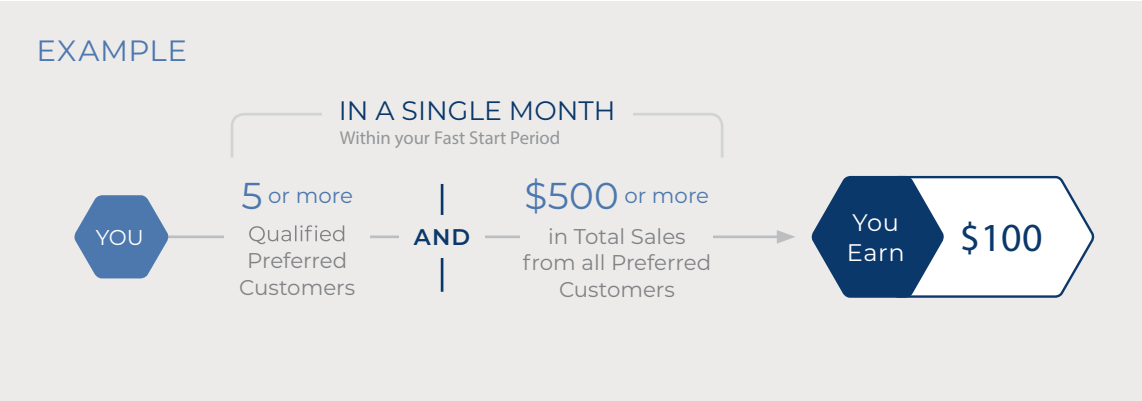 EXAMPLE
IN A SINGLE MONTH
Within your Fast Start Period
YOU
5 or more
Qualified
Preferred
Customers
AND
$500 or more
in Total Sales
from all Preferred
Customers
You
Earn
$100